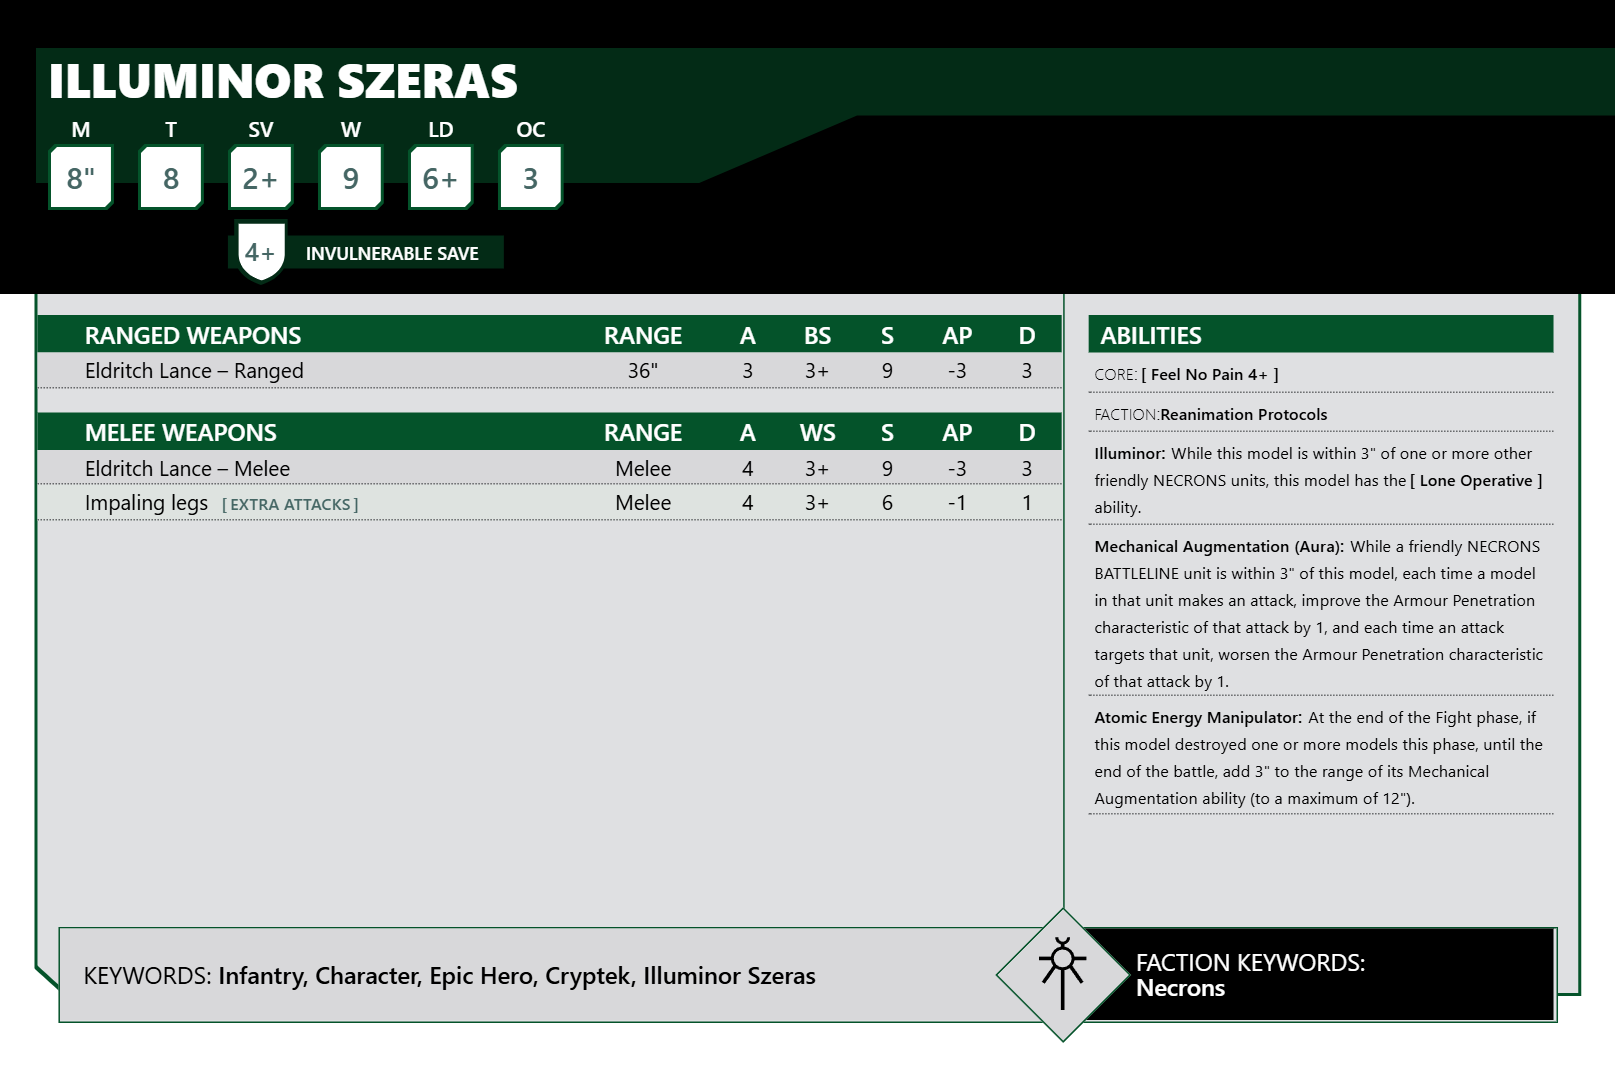 ILLUMINOR SZERAS
M T SV W LD OC
8" 8 2+ 9 6+ 3
4+ INVULNERABLE SAVE
RANGED WEAPONS RANGE A BS S AP D
Eldritch Lance – Ranged 36" 3 3+ 9 -3 3
MELEE WEAPONS RANGE A WS S AP D
Eldritch Lance – Melee Melee 4 3+ 9 -3 3
Impaling legs [ EXTRA ATTACKS ] Melee 4 3+ 6 -1 1
ABILITIES
CORE: [ Feel No Pain 4+ ]
FACTION:Reanimation Protocols
Illuminor: While this model is within 3" of one or more other
friendly NECRONS units, this model has the [ Lone Operative ]
ability.
Mechanical Augmentation (Aura): While a friendly NECRONS
BATTLELINE unit is within 3" of this model, each time a model
in that unit makes an attack, improve the Armour Penetration
characteristic of that attack by 1, and each time an attack
targets that unit, worsen the Armour Penetration characteristic
of that attack by 1.
Atomic Energy Manipulator: At the end of the Fight phase, if
this model destroyed one or more models this phase, until the
end of the battle, add 3" to the range of its Mechanical
Augmentation ability (to a maximum of 12").
KEYWORDS: Infantry, Character, Epic Hero, Cryptek, Illuminor Szeras
FACTION KEYWORDS:
Necrons